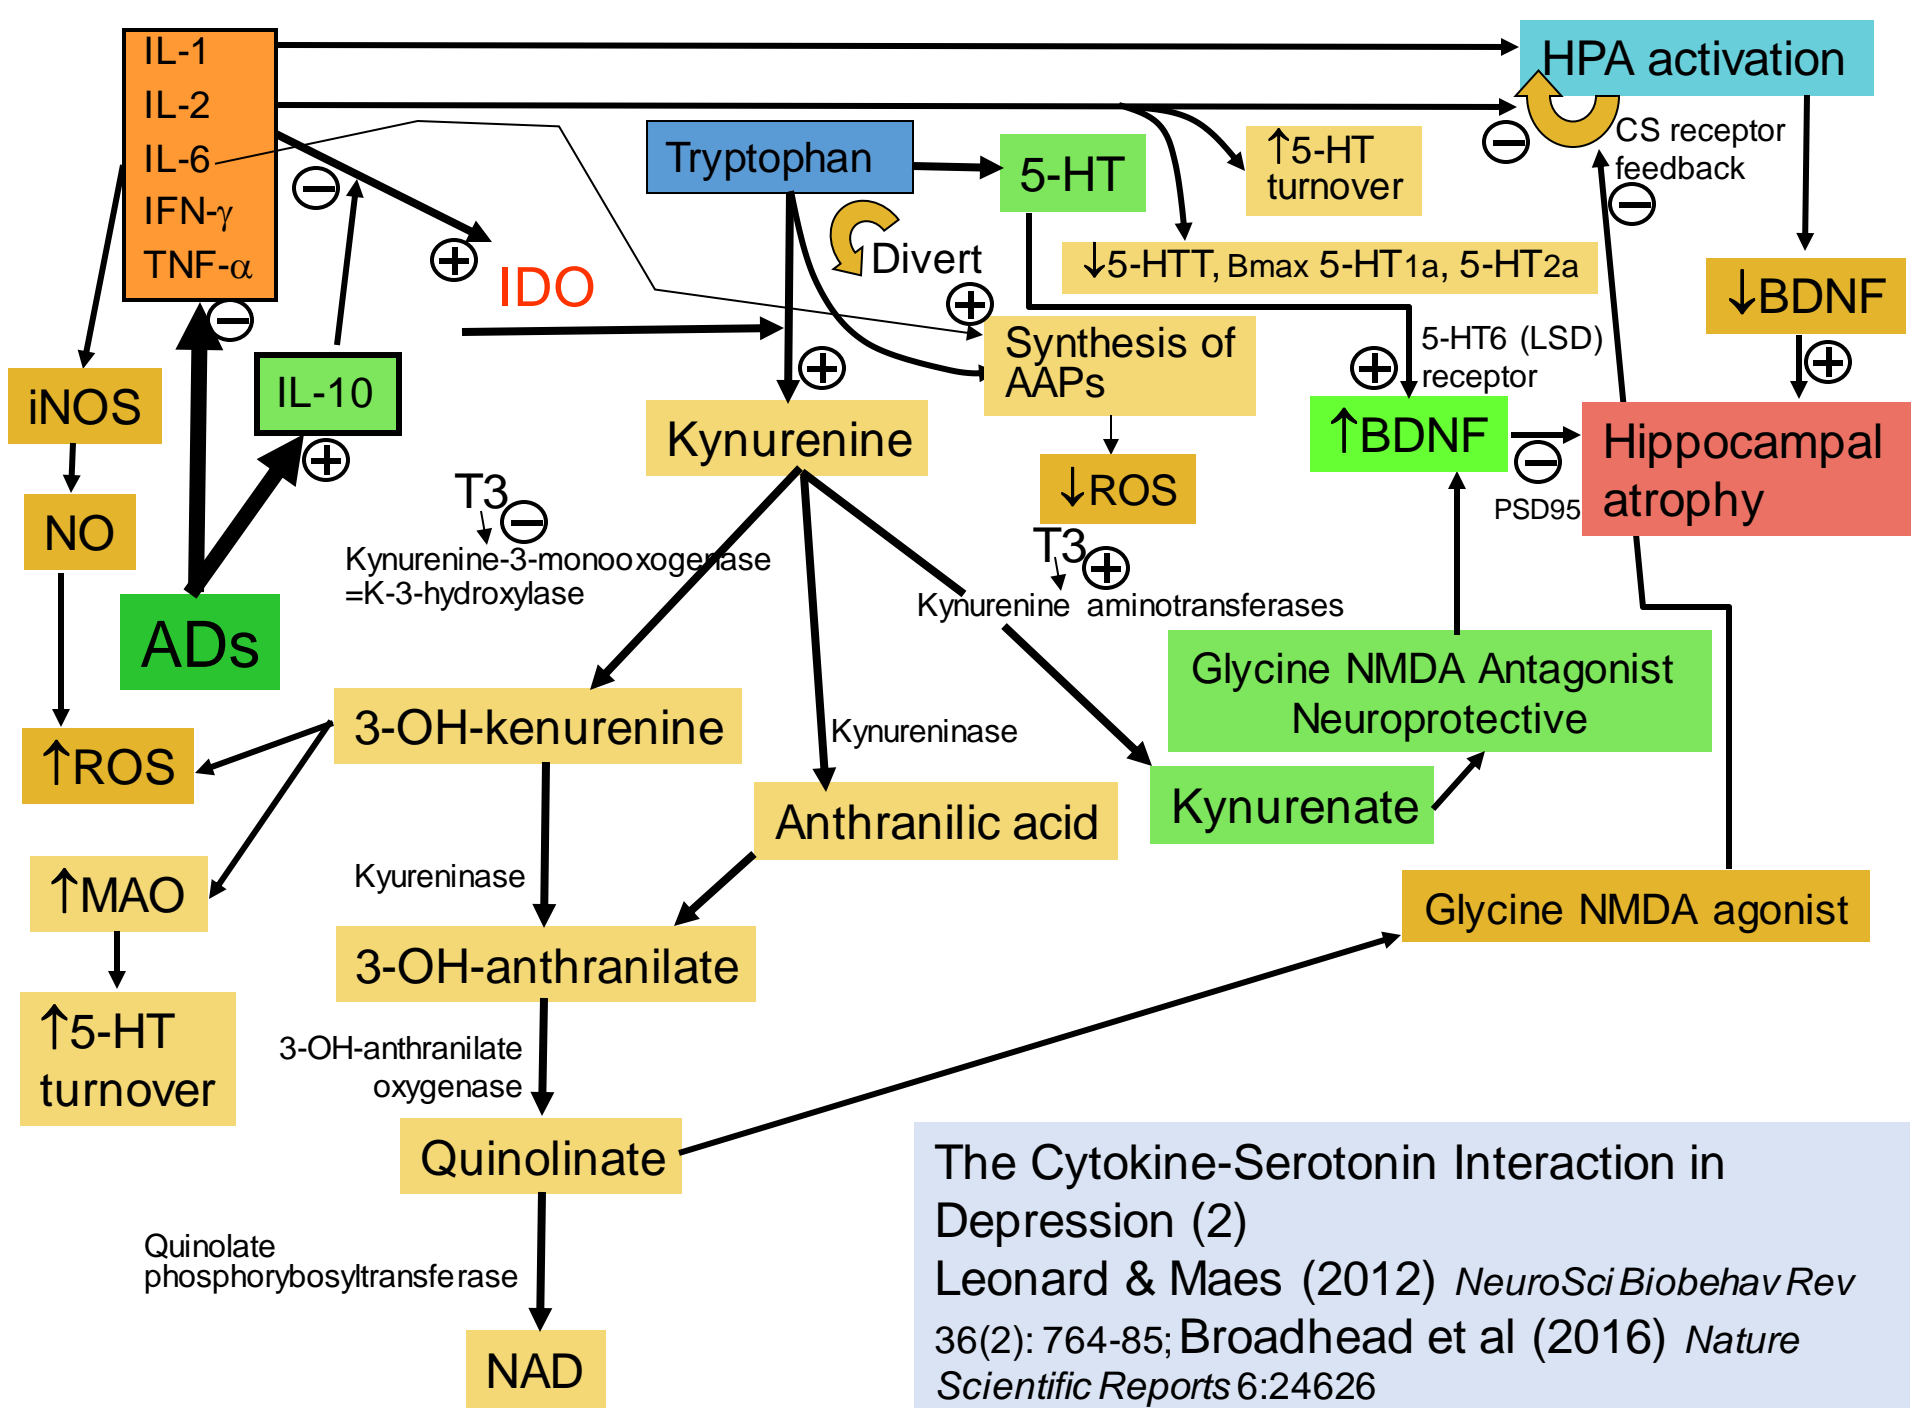 IL-1
IL-2
IL-6
IFN-γ
TNF-α
HPA activation
CS receptor
feedback
Tryptophan
5-HT
↑5-HT
turnover
Divert
↓5-HTT, Bmax 5-HT1a, 5-HT2a
↓BDNF
IDO
Synthesis of
AAPs
5-HT6 (LSD)
receptor
iNOS
IL-10
Kynurenine
↑BDNF
Hippocampal
atrophy
PSD95
↓ROS
NO
T3
Kynurenine-3-monooxogenase
=K-3-hydroxylase
T3
Kynurenine aminotransferases
ADs
Glycine NMDA Antagonist
Neuroprotective
3-OH-kenurenine
Kynureninase
↑ROS
Anthranilic acid
Kynurenate
↑MAO
Kyureninase
Glycine NMDA agonist
3-OH-anthranilate
↑5-HT
turnover
3-OH-anthranilate
oxygenase
Quinolinate
Quinolate
phosphorybosyltransferase
NAD
The Cytokine-Serotonin Interaction in
Depression (2)
Leonard & Maes (2012) NeuroSci Biobehav Rev
36(2): 764-85; Broadhead et al (2016) Nature
Scientific Reports 6:24626